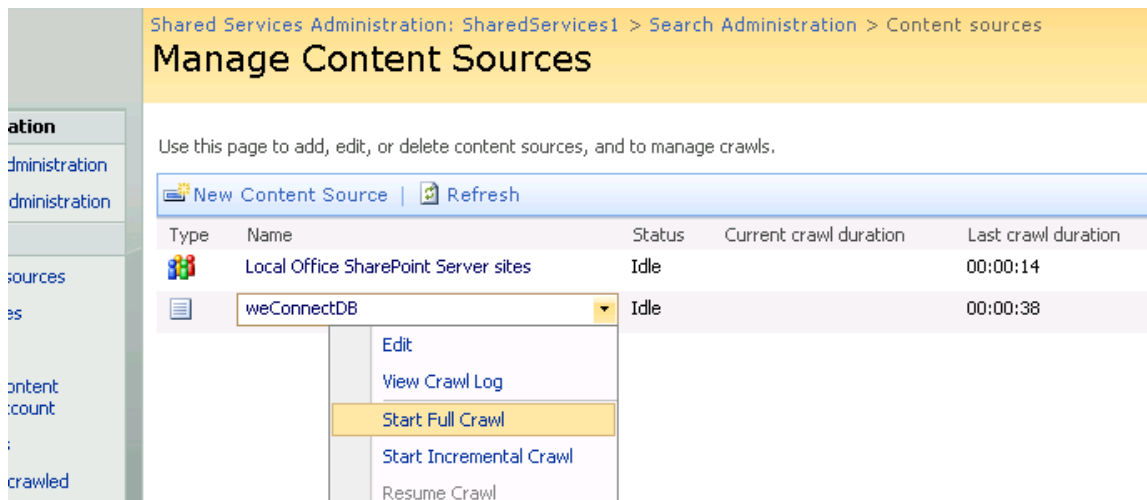 Shared Services Administration: SharedServices1 > Search Administration > Content sources
Manage Content Sources
ation
dministration
dministration
sources
es
ontent
ccount
s
crawled
Use this page to add, edit, or delete content sources, and to manage crawls.
New Content Source | Refresh
Type Name Status Current crawl duration Last crawl duration
Local Office SharePoint Server sites Idle 00:00:14
weConnectDB Idle 00:00:38
Edit
View Crawl Log
Start Full Crawl
Start Incremental Crawl
Resume Crawl